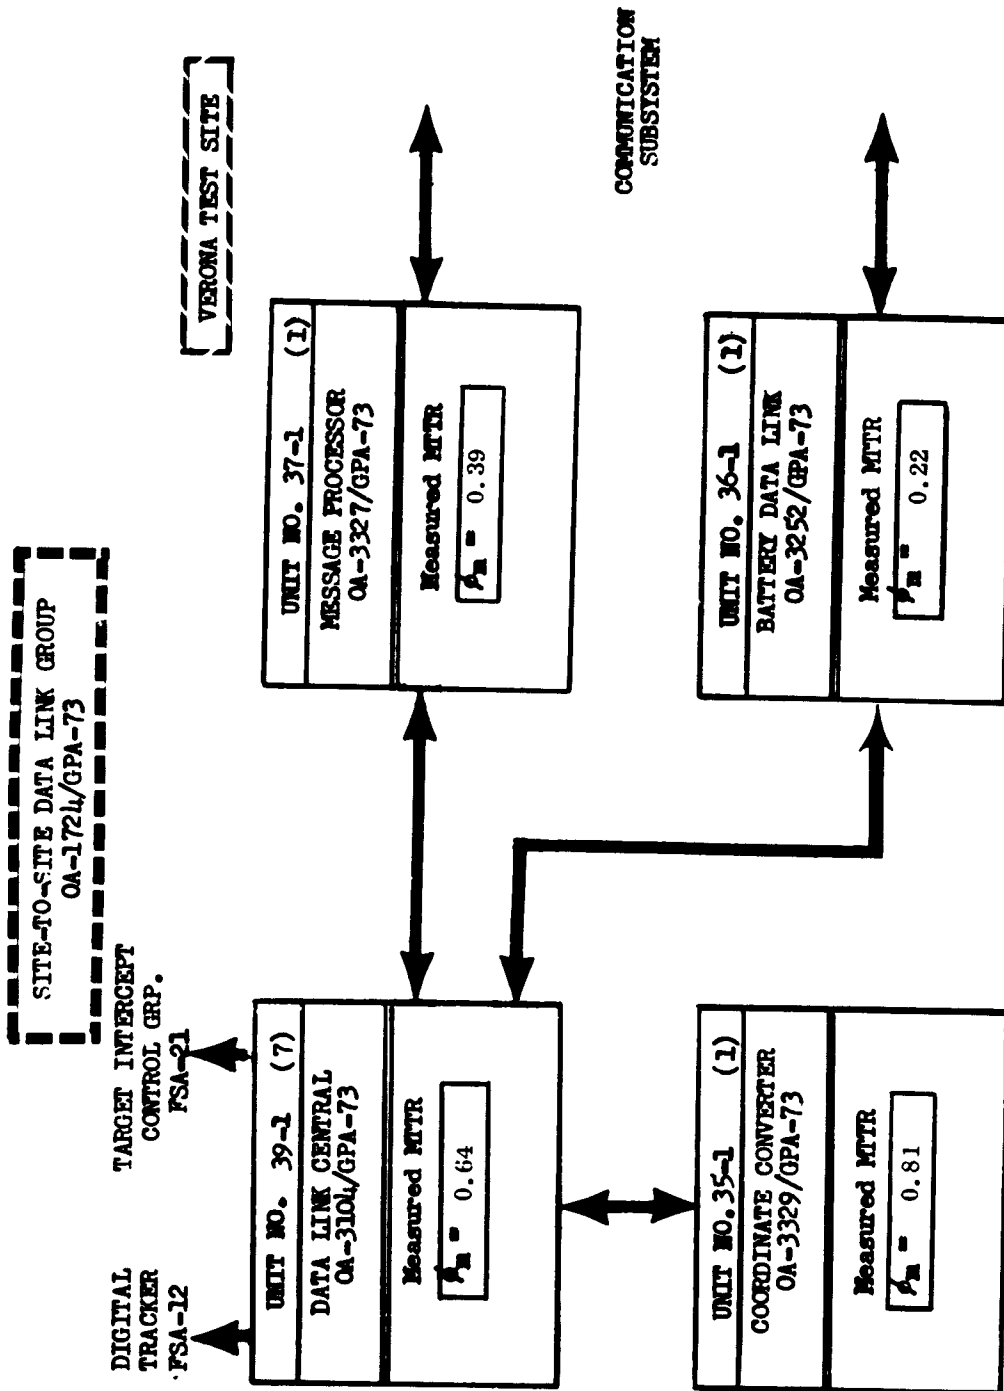 SITE-TO-SITE DATA LINK GROUP
OA-1724/GPA-73
VERONA TEST SITE
DIGITAL
TRACKER
FSA-12
TARGET INTERCEPT
CONTROL GRP.
FSA-21
UNIT NO. 39-1 (7)
DATA LINK CENTRAL
OA-3104/GPA-73
Measured MTTR
ρm = 0.64
UNIT NO. 37-1 (1)
MESSAGE PROCESSOR
OA-3327/GPA-73
Measured MTTR
ρm = 0.39
COMMUNICATION
SUBSYSTEM
UNIT NO.35-1 (1)
COORDINATE CONVERTER
OA-3329/GPA-73
Measured MTTR
ρm = 0.81
UNIT NO. 36-1 (1)
BATTERY DATA LINK
OA-3252/GPA-73
Measured MTTR
ρm = 0.22